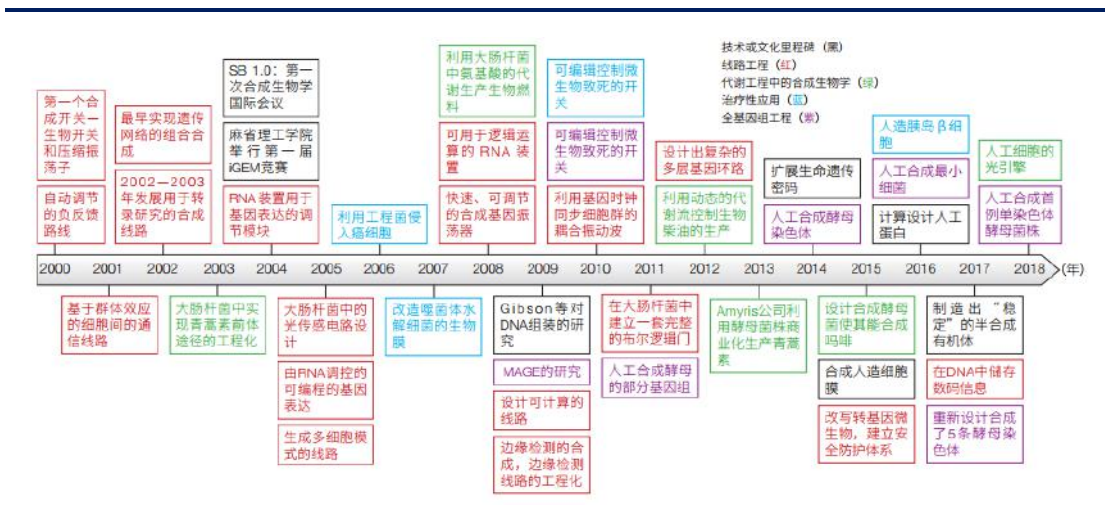 技术或文化里程碑（黑）
线路工程（红）
代谢工程中的合成生物学（绿）
治疗性应用（蓝）
全基因组工程（紫）
第一个合
成开关一
生物开关
和压缩振
荡子
自动调节
的负反馈
路线
最早实现遗传
网络的组合合
成
2002—2003
年发展用于转
录研究的合成
线路
SB 1.0：第一
次合成生物学
国际会议
麻省理工学院
举行第一届
iGEM竞赛
RNA装置用于
基因表达的调
节模块
利用工程菌侵
入癌细胞
利用大肠杆菌
中氨基酸的代
谢生产生物燃
料
可用于逻辑运
算的 RNA 装
置
快速、可调节
的合成基因振
荡器
可编辑控制微
生物致死的开
关
可编辑控制微
生物致死的开
关
利用基因时钟
同步细胞群的
耦合振动波
设计出复杂的
多层基因环路
利用动态的代
谢流控制生物
柴油的生产
扩展生命遗传
密码
人工合成酵母
染色体
人造胰岛β细
胞
人工合成最小
细菌
计算设计人工
蛋白
人工细胞的
光引擎
人工合成首
例单染色体
酵母菌株
2000 2001 2002 2003 2004 2005 2006 2007 2008 2009 2010 2011 2012 2013 2014 2015 2016 2017 2018 (年)
基于群体效应
的细胞间的通
信线路
大肠杆菌中实
现青蒿素前体
途径的工程化
大肠杆菌中的
光传感电路设
计
由RNA调控的
可编程的基因
表达
生成多细胞模
式的线路
改造噬菌体水
解细菌的生物
膜
Gibson等对
DNA组装的研
究
MAGE的研究
设计可计算的
线路
边缘检测的合
成，边缘检测
线路的工程化
在大肠杆菌中
建立一套完整
的布尔逻辑门
人工合成酵母
的部分基因组
Amyris公司利
用酵母菌株商
业化生产青蒿
素
设计合成酵母
菌使其能合成
吗啡
合成人造细胞
膜
改写转基因微
生物，建立安
全防护体系
制造出“稳
定”的半合成
有机体
在DNA中储存
数码信息
重新设计合成
了5条酵母染
色体